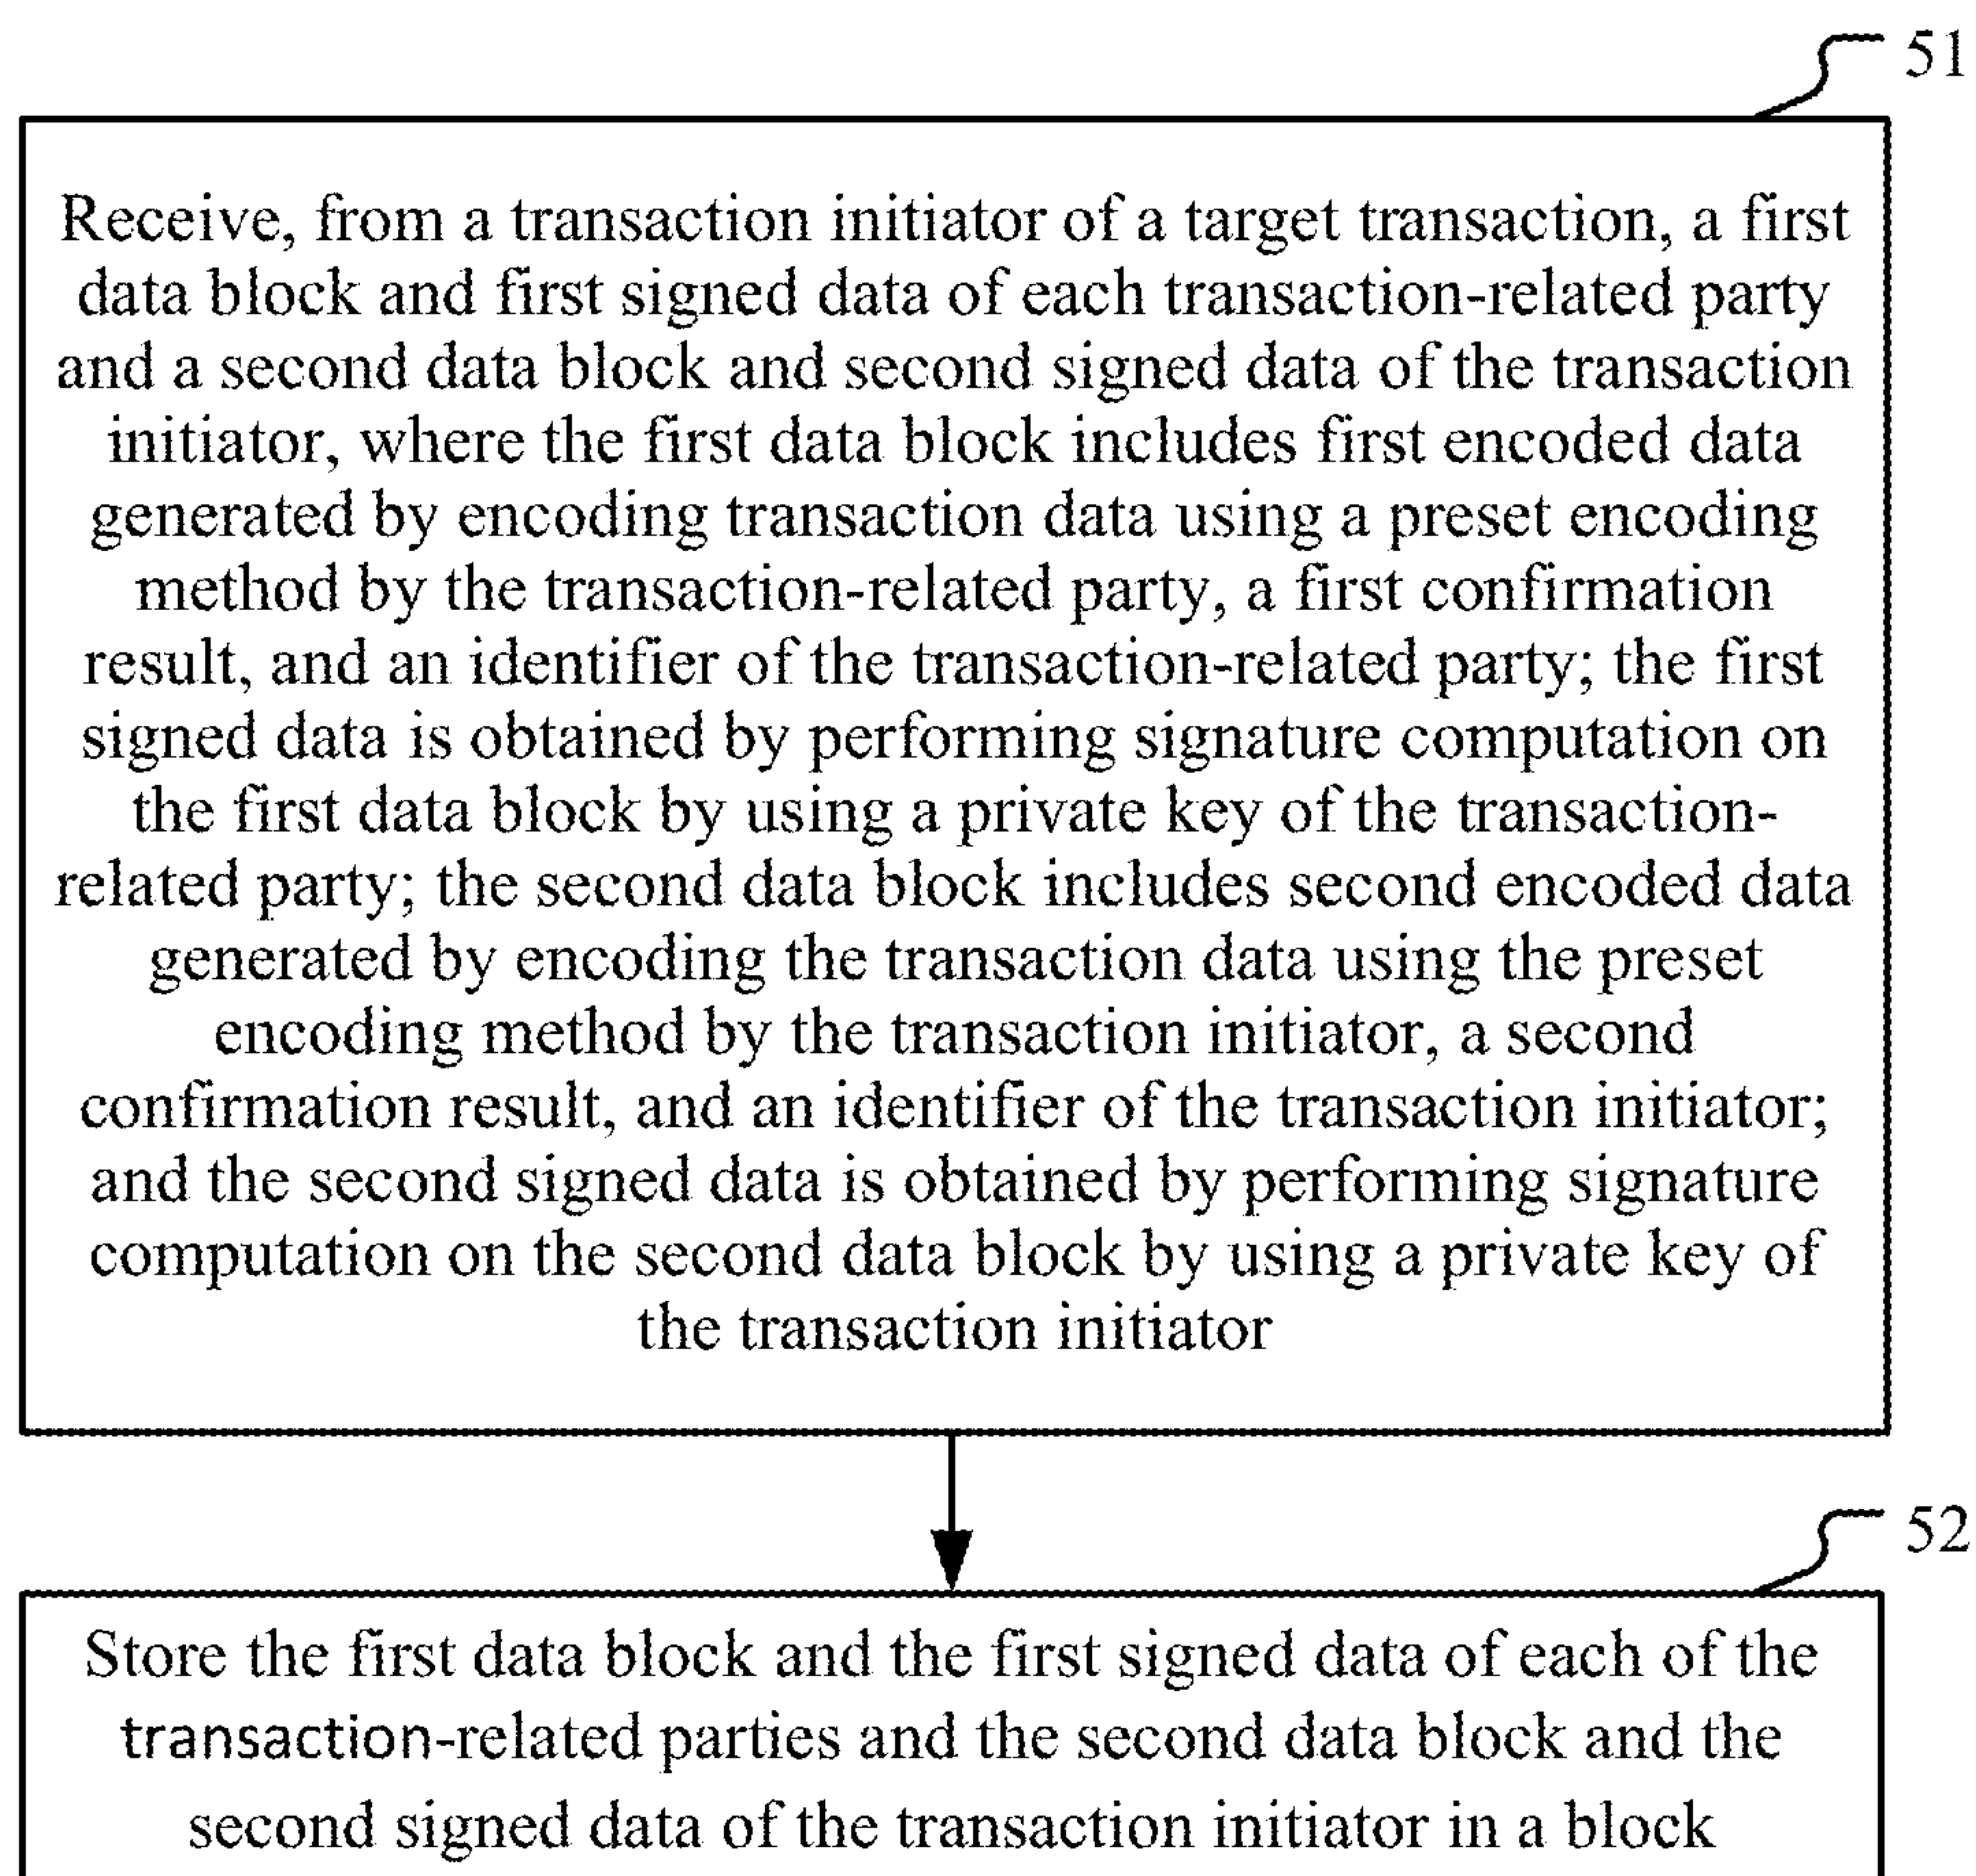 51
Receive, from a transaction initiator of a target transaction, a first
data block and first signed data of each transaction-related party
and a second data block and second signed data of the transaction
initiator, where the first data block includes first encoded data
generated by encoding transaction data using a preset encoding
method by the transaction-related party, a first confirmation
result, and an identifier of the transaction-related party; the first
signed data is obtained by performing signature computation on
the first data block by using a private key of the transaction-
related party; the second data block includes second encoded data
generated by encoding the transaction data using the preset
encoding method by the transaction initiator, a second
confirmation result, and an identifier of the transaction initiator;
and the second signed data is obtained by performing signature
computation on the second data block by using a private key of
the transaction initiator
52
Store the first data block and the first signed data of each of the
transaction-related parties and the second data block and the
second signed data of the transaction initiator in a block